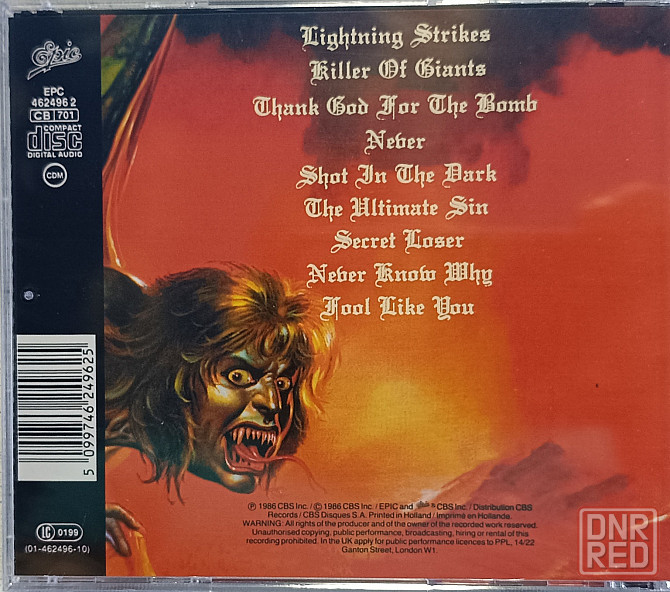 Epic
EPC
462496 2
CB 701
COMPACT
disc
DIGITAL AUDIO
CDM
Lightning Strikes
Killer Of Giants
Thank God For The Bomb
Never
Shot In The Dark
The Ultimate Sin
Secret Loser
Never Know Why
Fool Like You
5 099746 249625
LC 0199
(01-462496-10)
℗ 1986 CBS Inc. / © 1986 CBS Inc. / EPIC and Epic ® CBS Inc. / Distribution CBS
Records / CBS Disques S.A. Printed in Holland / Imprimé en Hollande.
WARNING: All rights of the producer and of the owner of the recorded work reserved.
Unauthorised copying, public performance, broadcasting, hiring or rental of this
recording prohibited. In the UK apply for public performance licences to PPL, 14/22
Ganton Street, London W1.
DNR
RED